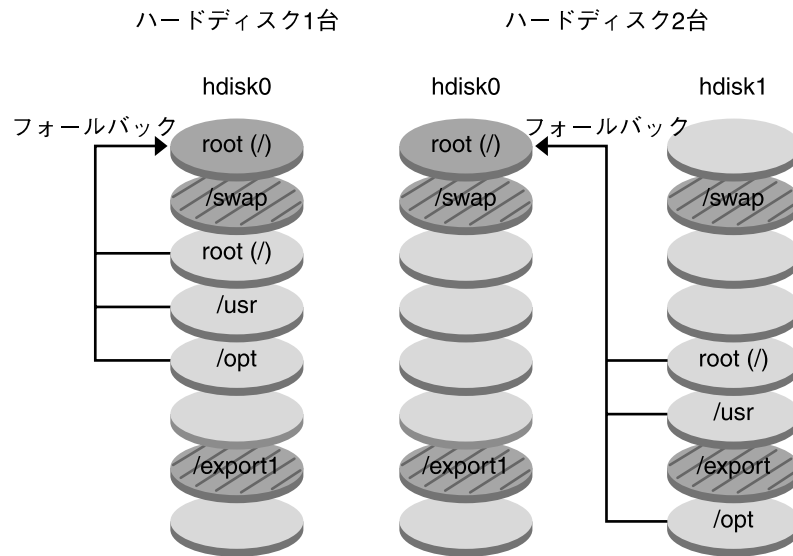 ハードディスク1台
ハードディスク2台
hdisk0
hdisk0
hdisk1
フォールバック
フォールバック
root (/)
/swap
root (/)
/usr
/opt
/export1
root (/)
/swap
/export1
/swap
root (/)
/usr
/export
/opt